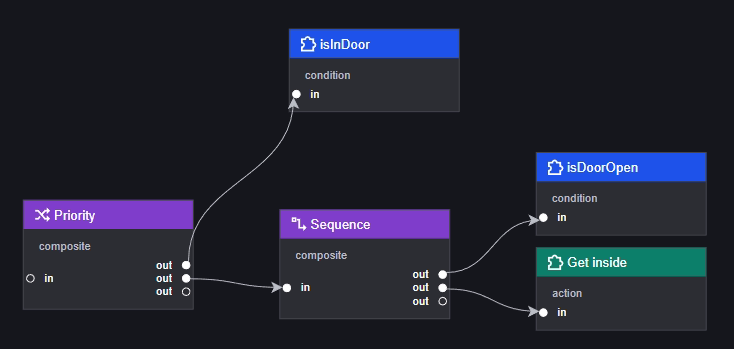 isInDoor
condition
in
Priority
composite
out
in
out
out
Sequence
composite
out
in
out
out
isDoorOpen
condition
in
Get inside
action
in